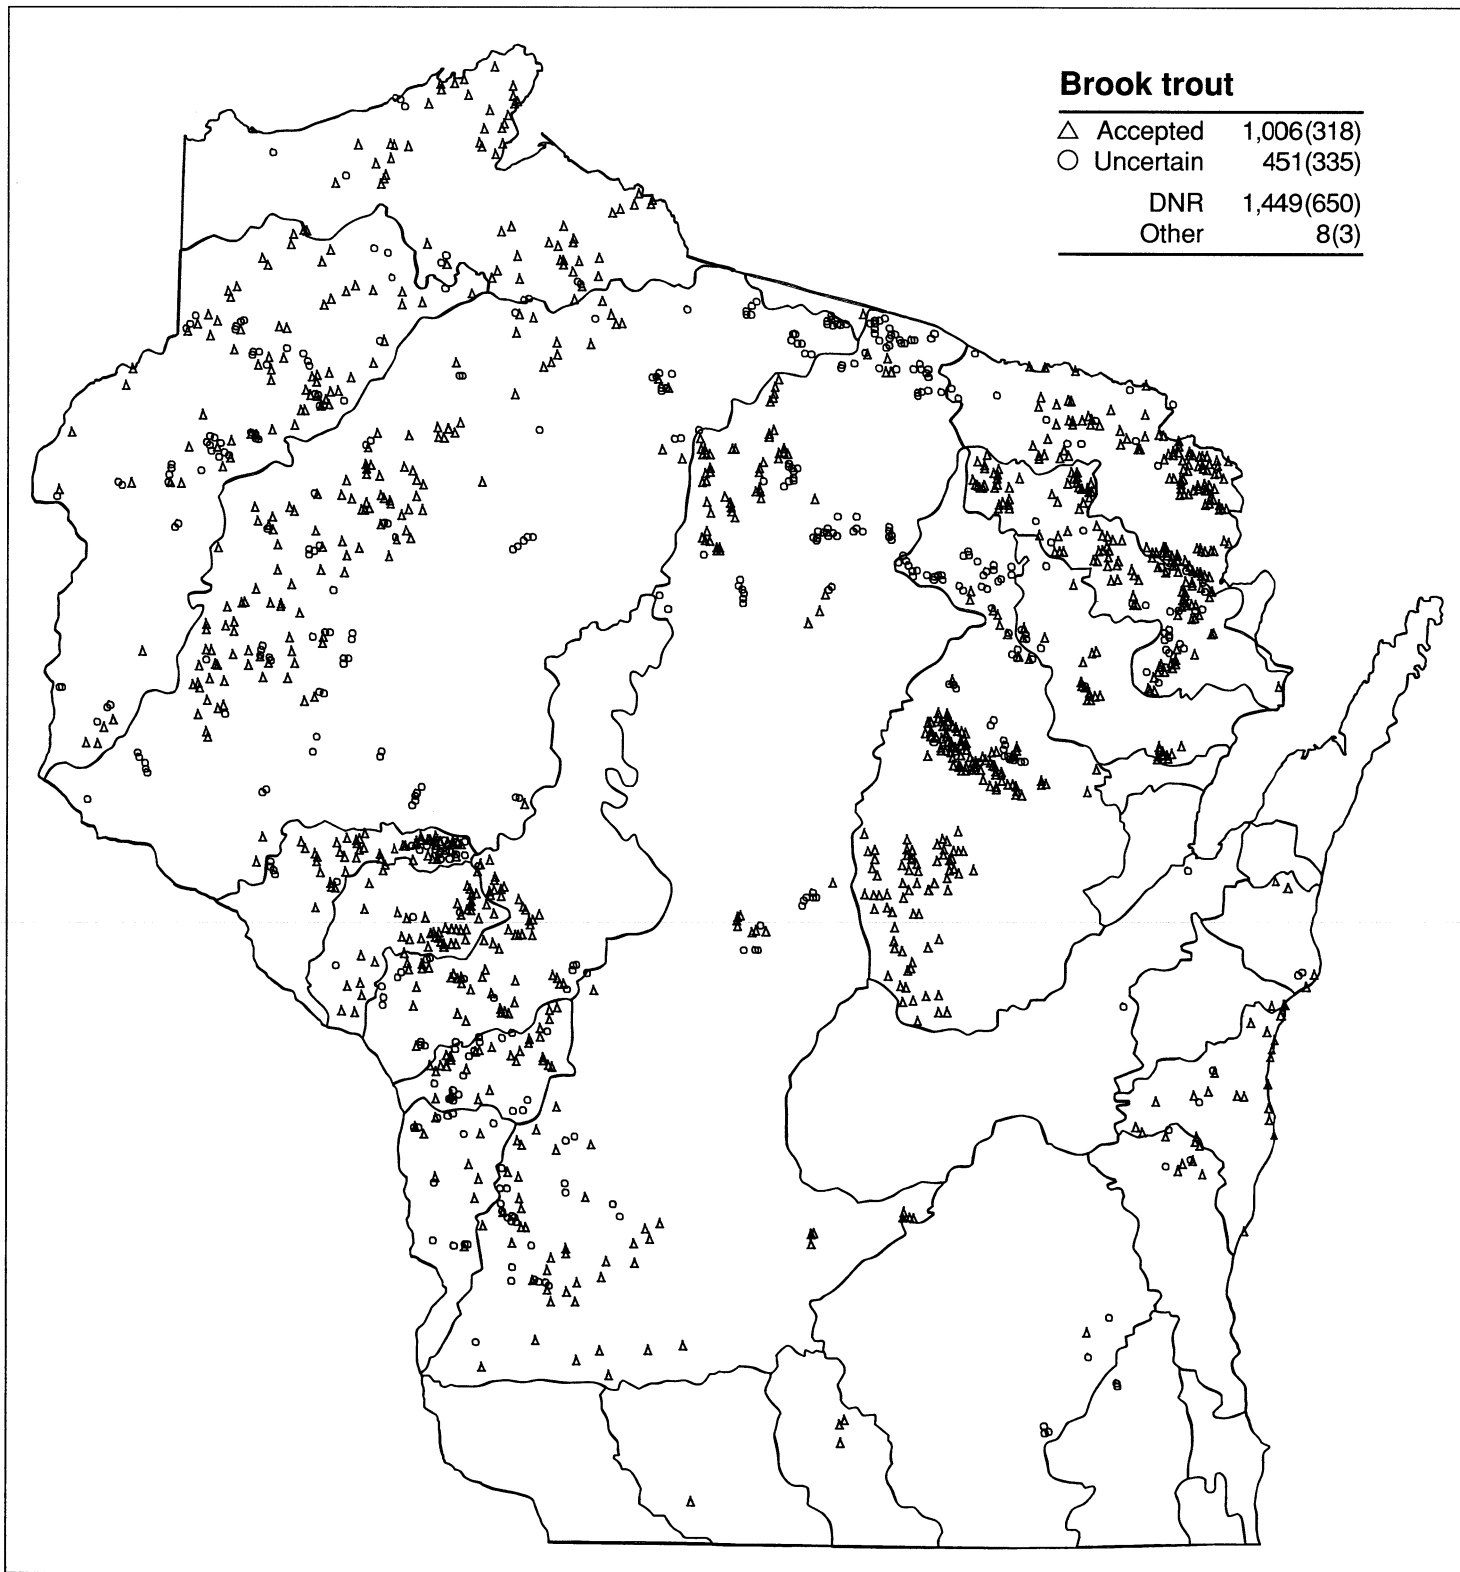 Brook trout
△ Accepted 1,006(318)
○ Uncertain 451(335)
DNR 1,449(650)
Other 8(3)